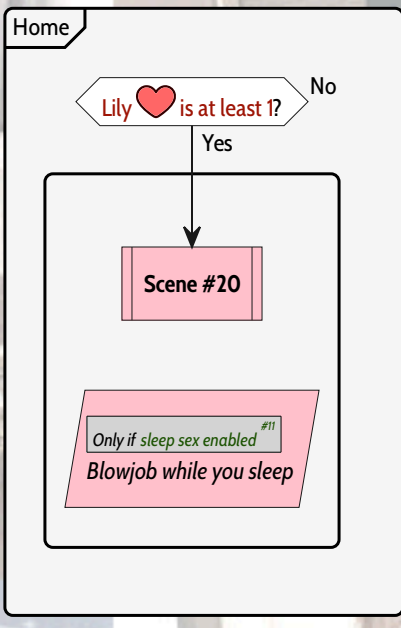 Home
Lily ❤ is at least 1?
No
Yes
Scene #20
Only if sleep sex enabled #11
Blowjob while you sleep